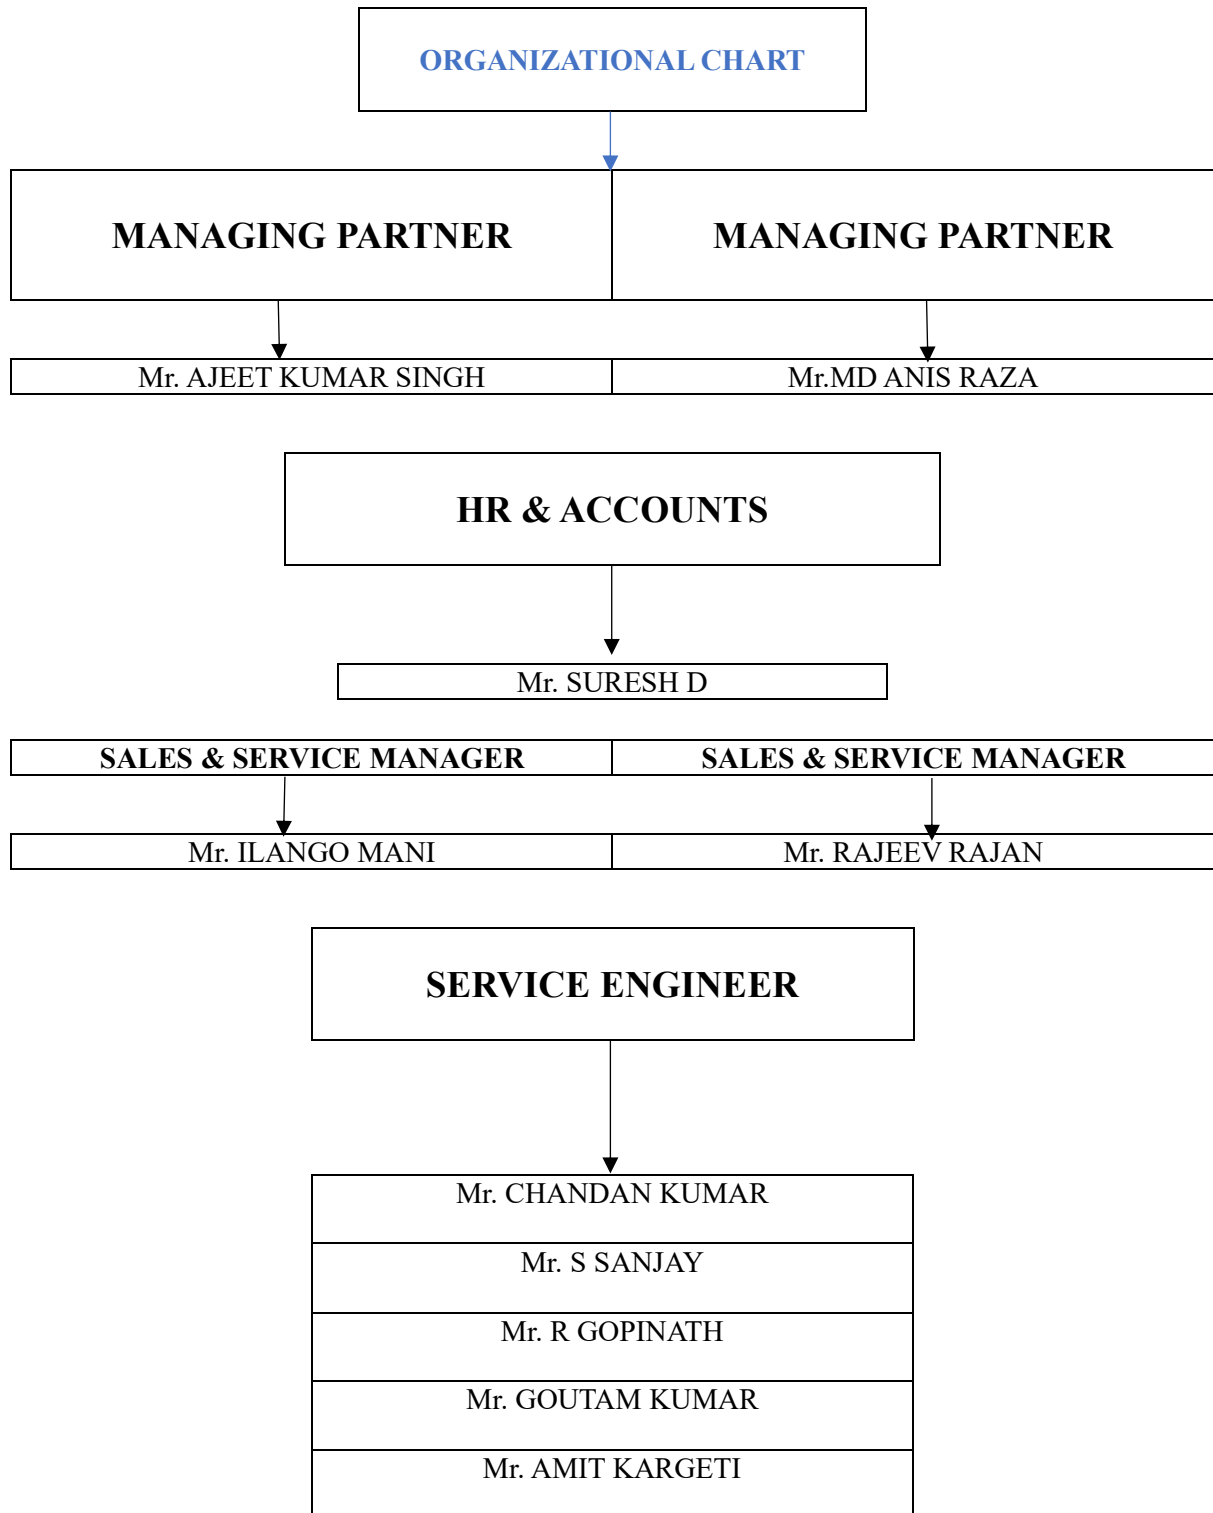 ORGANIZATIONAL CHART
MANAGING PARTNER
MANAGING PARTNER
Mr. AJEET KUMAR SINGH
Mr.MD ANIS RAZA
HR & ACCOUNTS
Mr. SURESH D
SALES & SERVICE MANAGER
SALES & SERVICE MANAGER
Mr. ILANGO MANI
Mr. RAJEEV RAJAN
SERVICE ENGINEER
Mr. CHANDAN KUMAR
Mr. S SANJAY
Mr. R GOPINATH
Mr. GOUTAM KUMAR
Mr. AMIT KARGETI